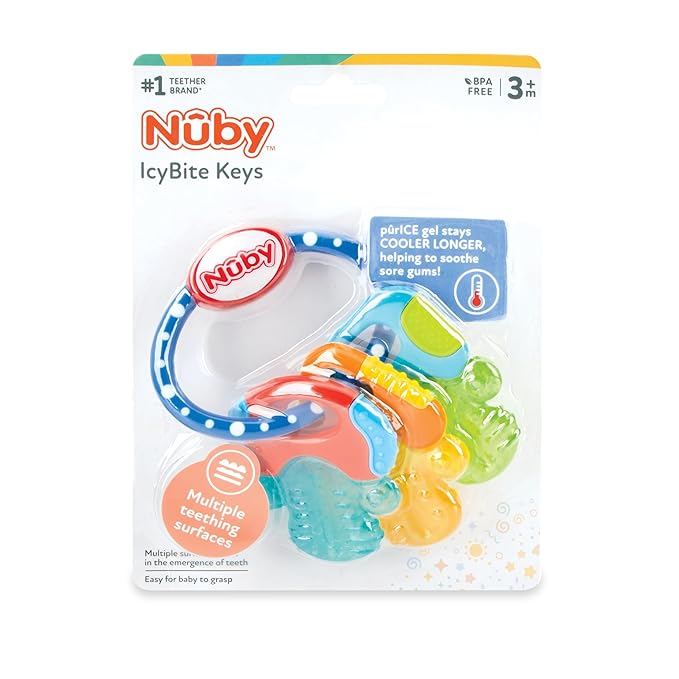 #1 TEETHER
BRAND*
BPA
FREE
3+
m
Nûby™
IcyBite Keys
Nûby
pûrICE gel stays
COOLER LONGER,
helping to soothe
sore gums!
Multiple
teething
surfaces
Multiple
in the emergence of teeth
Easy for baby to grasp